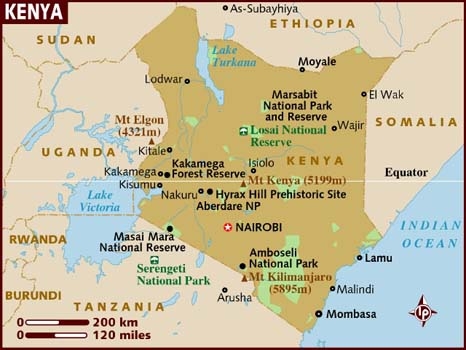 KENYA
As-Subayhiya
ETHIOPIA
SUDAN
Lake
Turkana
Moyale
Lodwar
Marsabit
National Park
and Reserve
El Wak
Mt Elgon
(4321m)
Losai National
Reserve
Wajir
SOMALIA
UGANDA
Kitale
Kakamega
Forest Reserve
Isiolo
KENYA
Kakamega
Mt Kenya (5199m)
Equator
Kisumu
Nakuru
Hyrax Hill Prehistoric Site
Aberdare NP
Lake
Victoria
NAIROBI
INDIAN
OCEAN
RWANDA
Masai Mara
National Reserve
Amboseli
National Park
Lamu
Serengeti
National Park
Mt Kilimanjaro
(5895m)
BURUNDI
Arusha
Malindi
TANZANIA
Mombasa
0
200 km
0
120 miles
LP